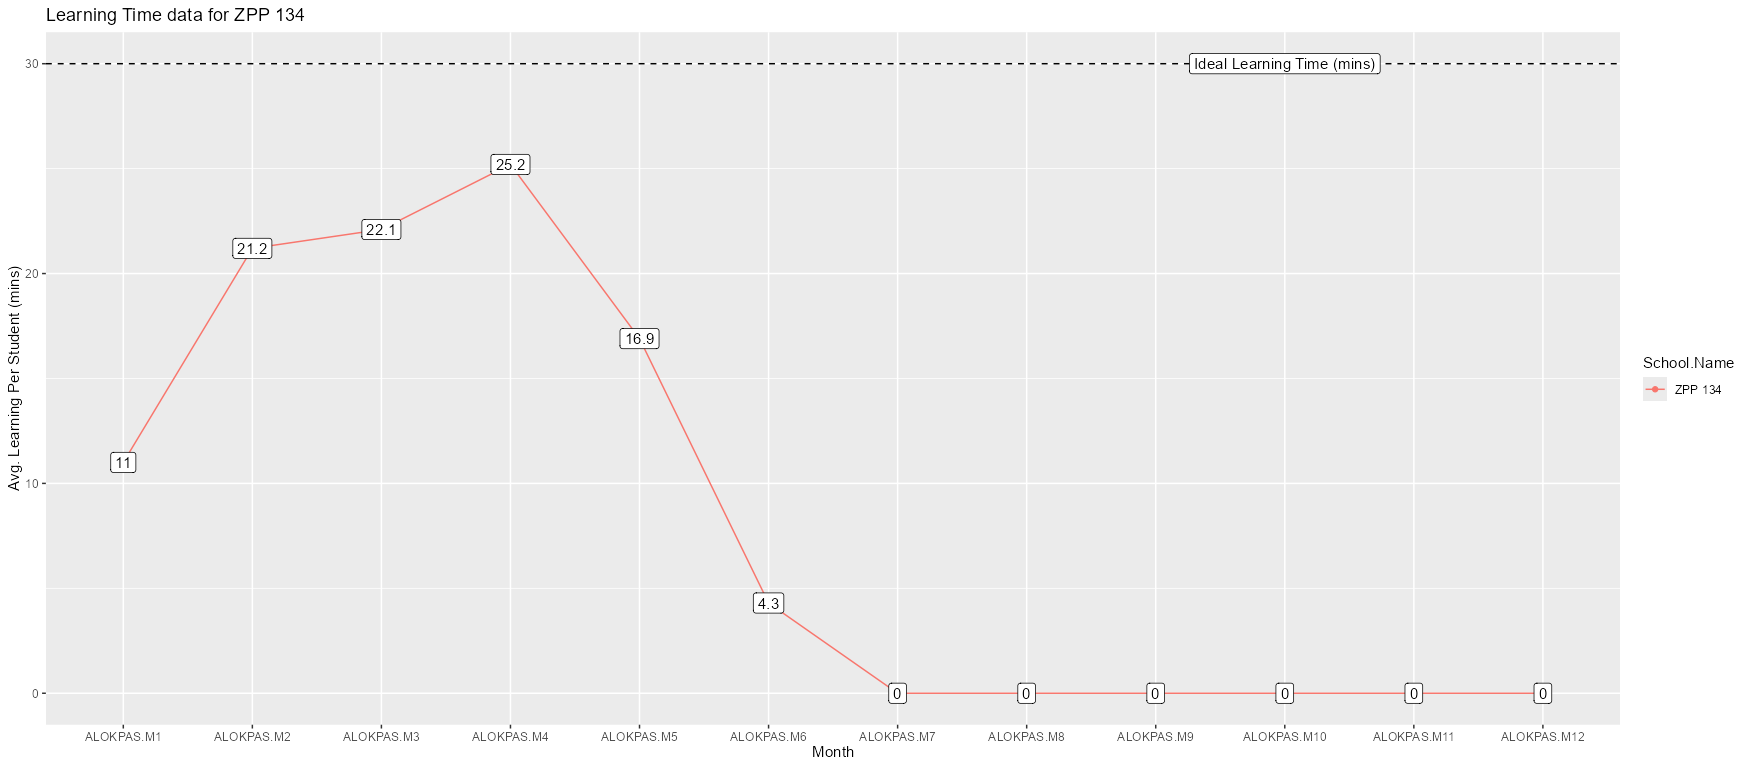 Learning Time data for ZPP 134
Avg. Learning Per Student (mins)
30
20
10
0
Ideal Learning Time (mins)
11
21.2
22.1
25.2
16.9
4.3
0
0
0
0
0
0
ALOKPAS.M1
ALOKPAS.M2
ALOKPAS.M3
ALOKPAS.M4
ALOKPAS.M5
ALOKPAS.M6
ALOKPAS.M7
ALOKPAS.M8
ALOKPAS.M9
ALOKPAS.M10
ALOKPAS.M11
ALOKPAS.M12
Month
School.Name
ZPP 134